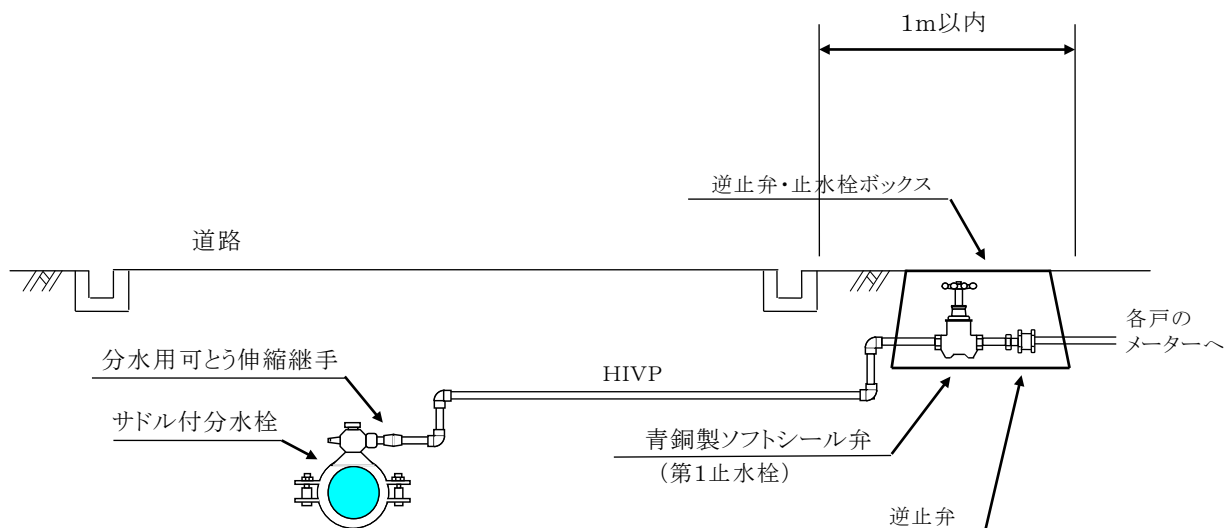 1m以内
逆止弁・止水栓ボックス
道路
各戸の
メーターへ
分水用可とう伸縮継手
HIVP
サドル付分水栓
青銅製ソフトシール弁
(第1止水栓)
逆止弁